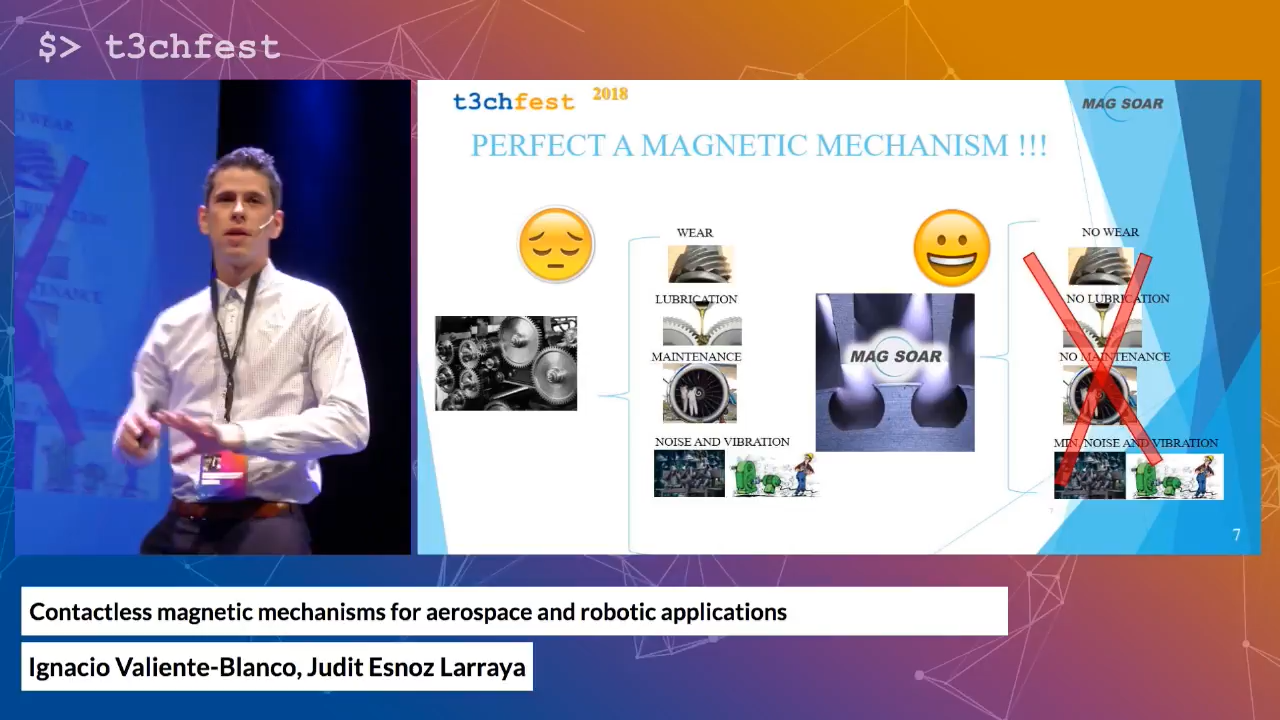 $> t3chfest
t3chfest 2018
MAG SOAR
PERFECT A MAGNETIC MECHANISM !!!
WEAR
LUBRICATION
MAINTENANCE
NOISE AND VIBRATION
MAG SOAR
NO WEAR
NO LUBRICATION
NO MAINTENANCE
MIN. NOISE AND VIBRATION
7
7
Contactless magnetic mechanisms for aerospace and robotic applications
Ignacio Valiente-Blanco, Judit Esnoz Larraya